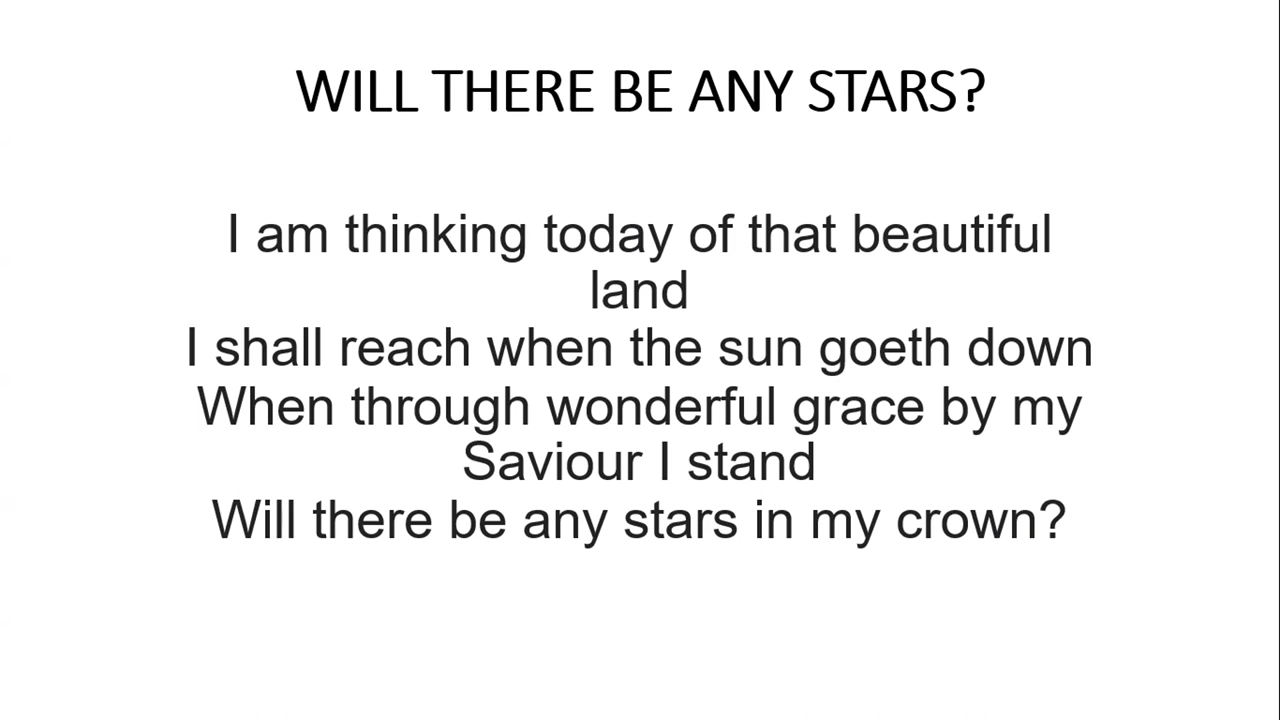 WILL THERE BE ANY STARS?
I am thinking today of that beautiful
land
I shall reach when the sun goeth down
When through wonderful grace by my
Saviour I stand
Will there be any stars in my crown?